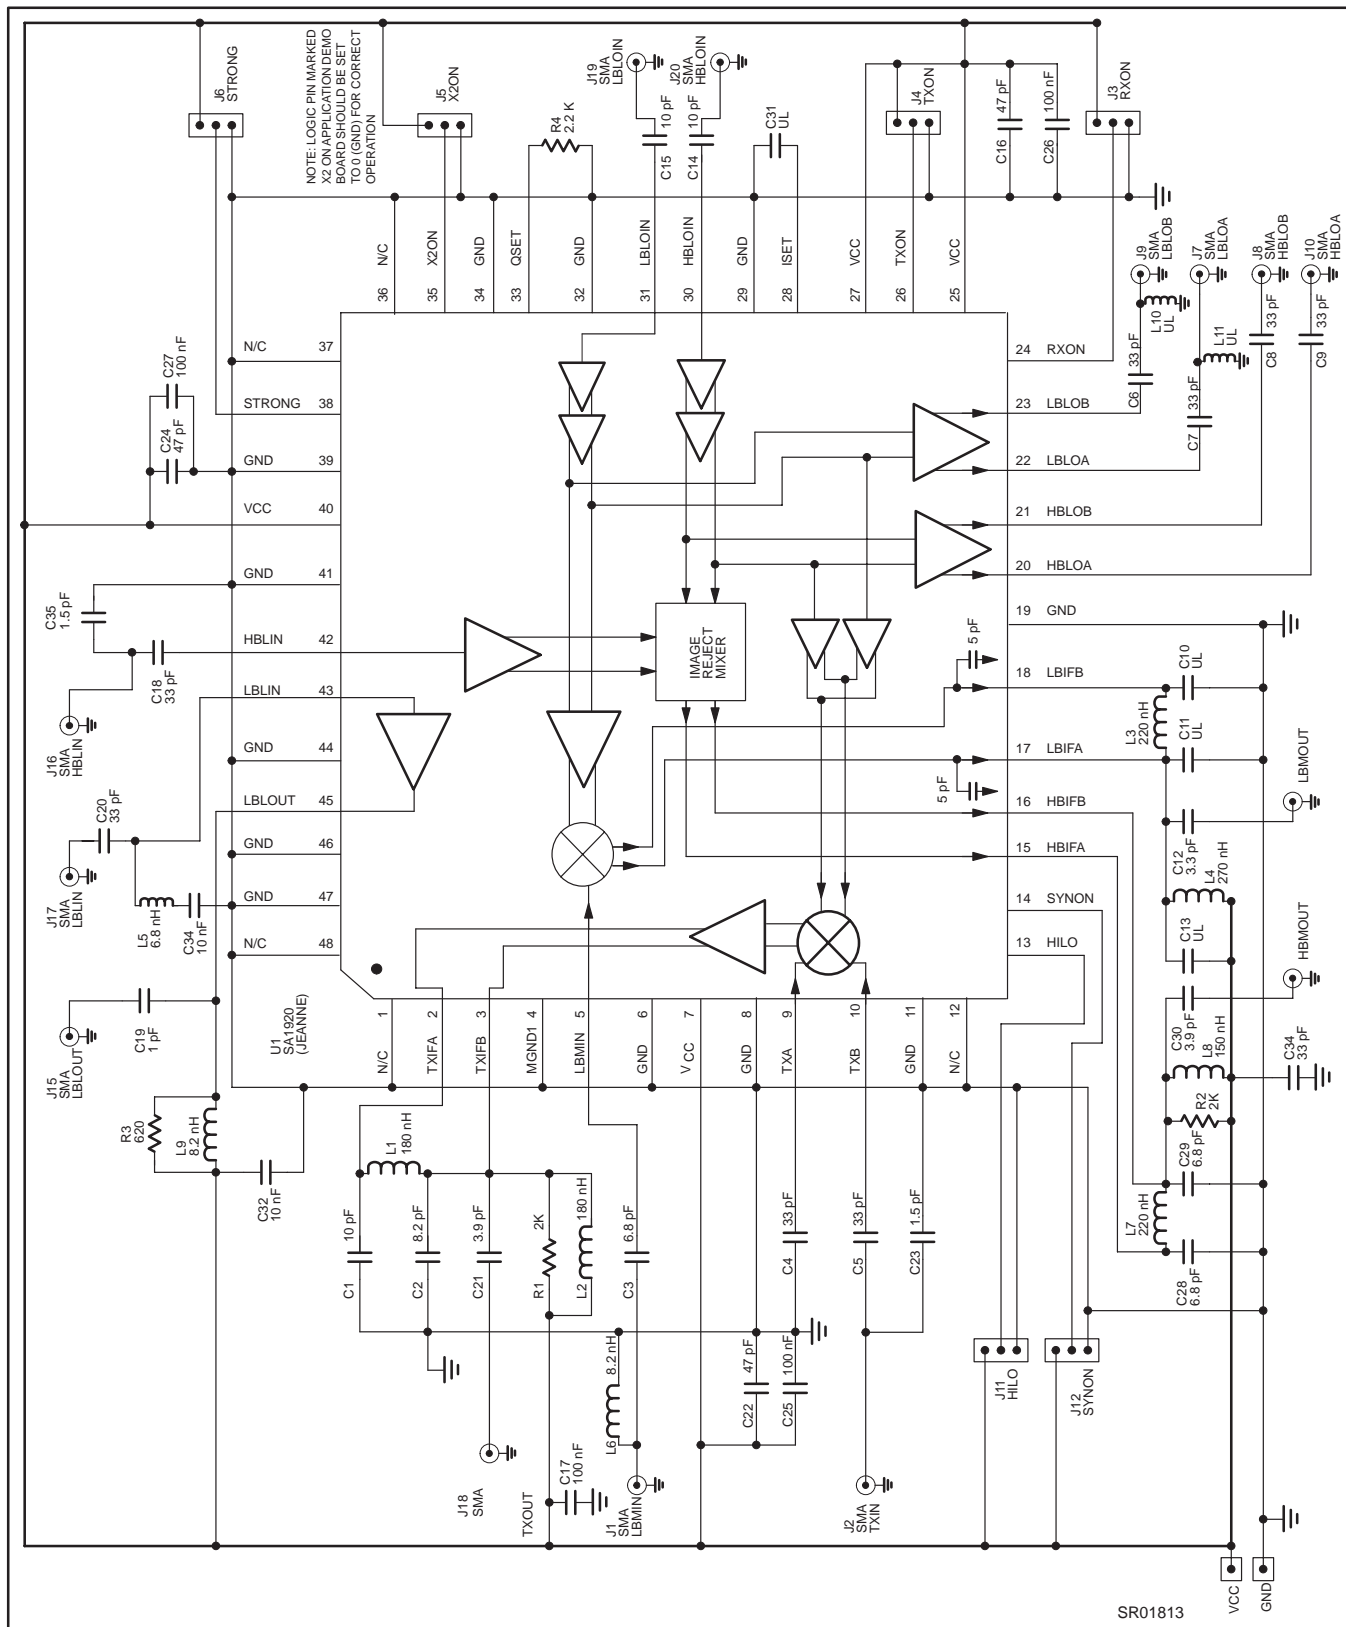 J6
STRONG
NOTE: LOGIC PIN MARKED
X2 ON APPLICATION DEMO
BOARD SHOULD BE SET
TO 0 (GND) FOR CORRECT
OPERATION
J5
X2ON
R4
2.2 K
J19
SMA
LBLOIN
C15
10 pF
J20
SMA
HBLOIN
C14
10 pF
C31
UL
J4
TXON
C16
47 pF
C26
100 nF
J3
RXON
36
N/C
35
X2ON
34
GND
33
QSET
32
GND
31
LBLOIN
30
HBLOIN
29
GND
28
ISET
27
VCC
26
TXON
25
VCC
J9
SMA
LBLOB
J7
SMA
LBLOA
J8
SMA
HBLOB
J10
SMA
HBLOA
L10
UL
L11
UL
C6
33 pF
C7
33 pF
C8
33 pF
C9
33 pF
N/C 37
STRONG 38
GND 39
VCC 40
GND 41
HBLIN 42
LBLIN 43
GND 44
LBLOUT 45
GND 46
GND 47
N/C 48
C27
100 nF
C24
47 pF
C35
1.5 pF
C18
33 pF
J16
SMA
HBLIN
C20
33 pF
J17
SMA
LBLIN
L5
6.8 nH
C34
10 nF
J15
SMA
LBLOUT
C19
1 pF
U1
SA1920
(JEANNE)
IMAGE
REJECT
MIXER
24 RXON
23 LBLOB
22 LBLOA
21 HBLOB
20 HBLOA
19 GND
18 LBIFB
17 LBIFA
16 HBIFB
15 HBIFA
14 SYNON
13 HILO
5 pF
5 pF
C10
UL
L3
220 nH
C11
UL
LBMOUT
C12
3.3 pF
L4
270 nH
C13
UL
HBMOUT
C30
3.9 pF
L8
150 nH
C34
33 pF
R2
2K
C29
6.8 pF
L7
220 nH
C28
6.8 pF
1
N/C
2
TXIFA
3
TXIFB
4
MGND1
5
LBMIN
6
GND
7
VCC
8
GND
9
TXA
10
TXB
11
GND
12
N/C
R3
620
L9
8.2 nH
C32
10 nF
L1
180 nH
C1
10 pF
C2
8.2 pF
C21
3.9 pF
R1
2K
L2
180 nH
C3
6.8 pF
C4
33 pF
C5
33 pF
C23
1.5 pF
L6
8.2 nH
C22
47 pF
C25
100 nF
J11
HILO
J12
SYNON
J18
SMA
TXOUT
C17
100 nF
J1
SMA
LBMIN
J2
SMA
TXIN
VCC
GND
SR01813